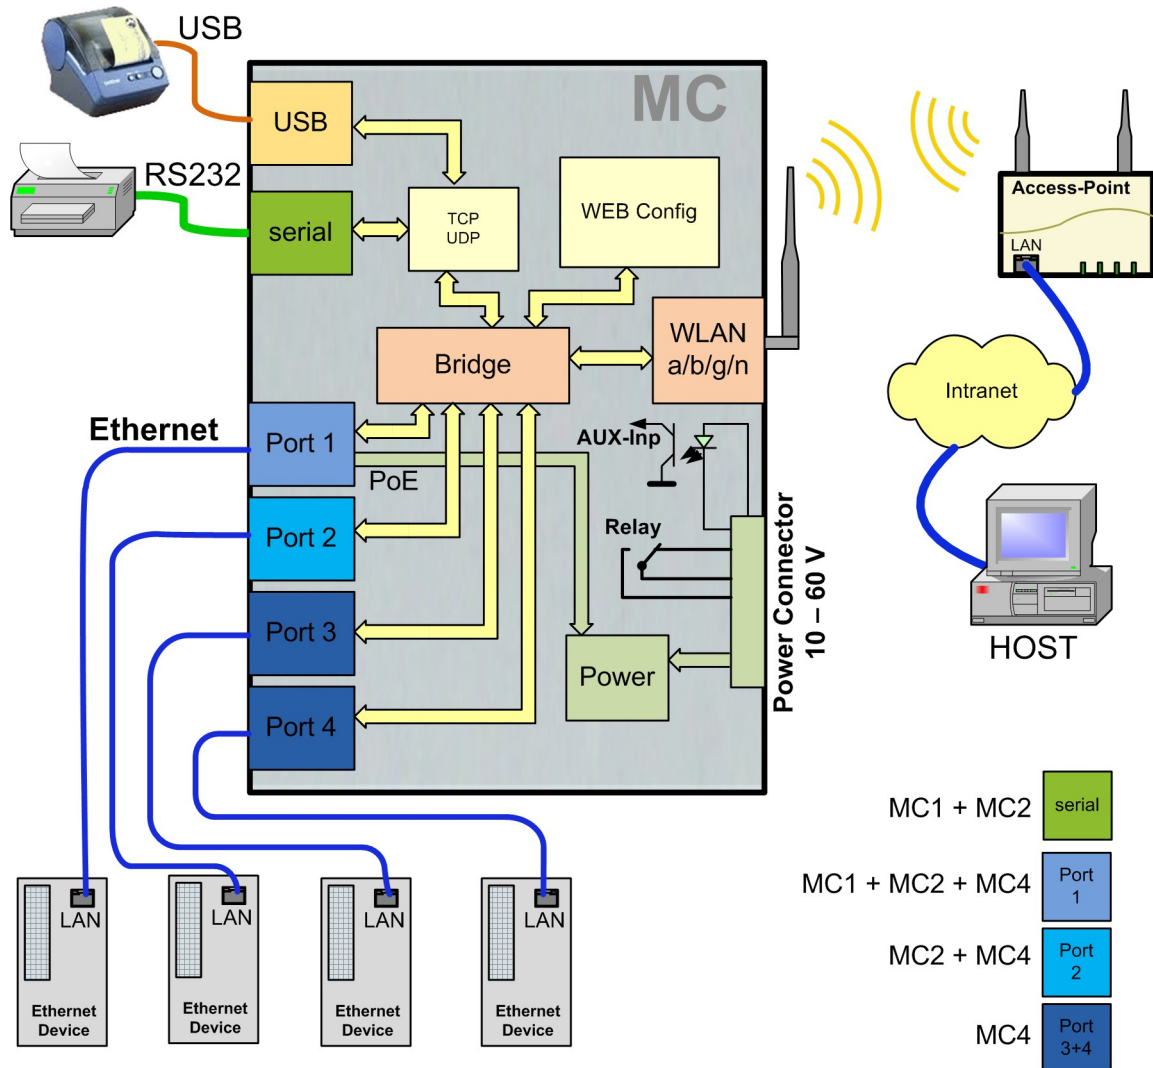 USB
MC
USB
RS232
TCP
UDP
WEB Config
serial
Access-Point
LAN
WLAN
a/b/g/n
Bridge
Intranet
Ethernet
Port 1
AUX-Inp
PoE
Port 2
Relay
Power Connector
10 – 60 V
Port 3
HOST
Power
Port 4
MC1 + MC2
serial
MC1 + MC2 + MC4
Port
1
MC2 + MC4
Port
2
MC4
Port
3+4
LAN
LAN
LAN
LAN
Ethernet
Device
Ethernet
Device
Ethernet
Device
Ethernet
Device